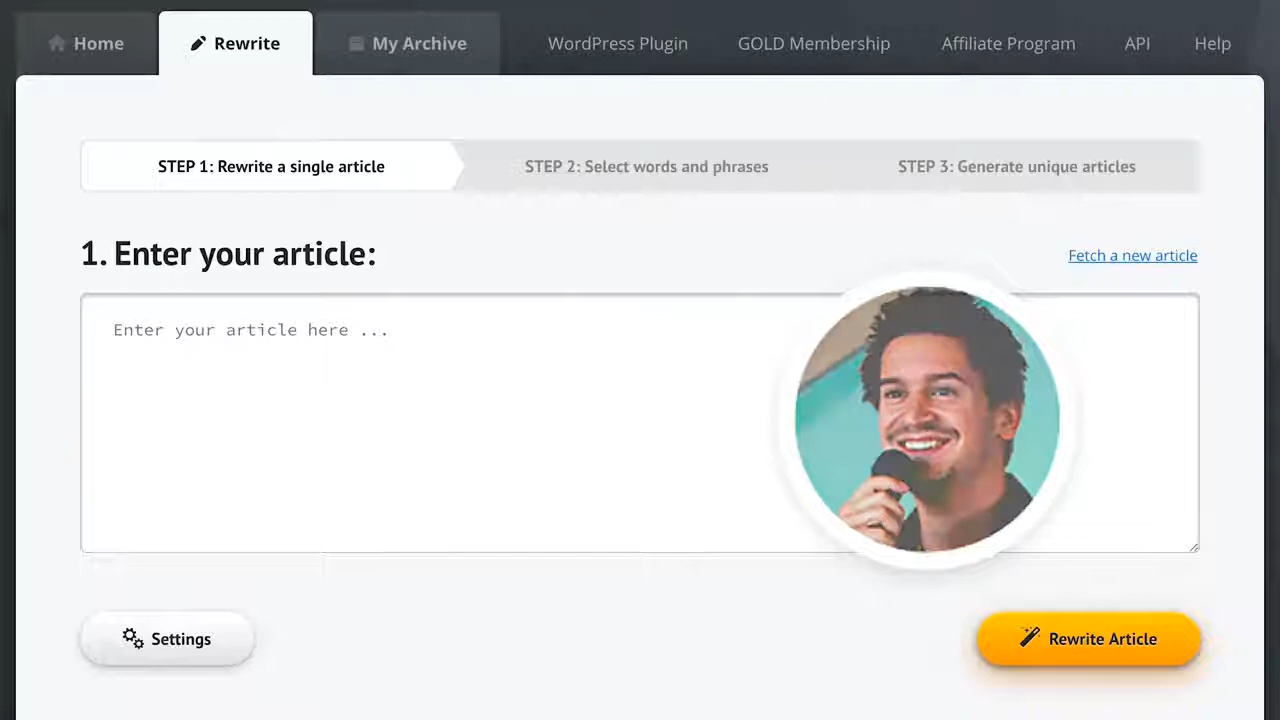 Home
Rewrite
My Archive
WordPress Plugin
GOLD Membership
Affiliate Program
API
Help
STEP 1: Rewrite a single article
STEP 2: Select words and phrases
STEP 3: Generate unique articles
1. Enter your article:
Fetch a new article
Enter your article here ...
Settings
Rewrite Article